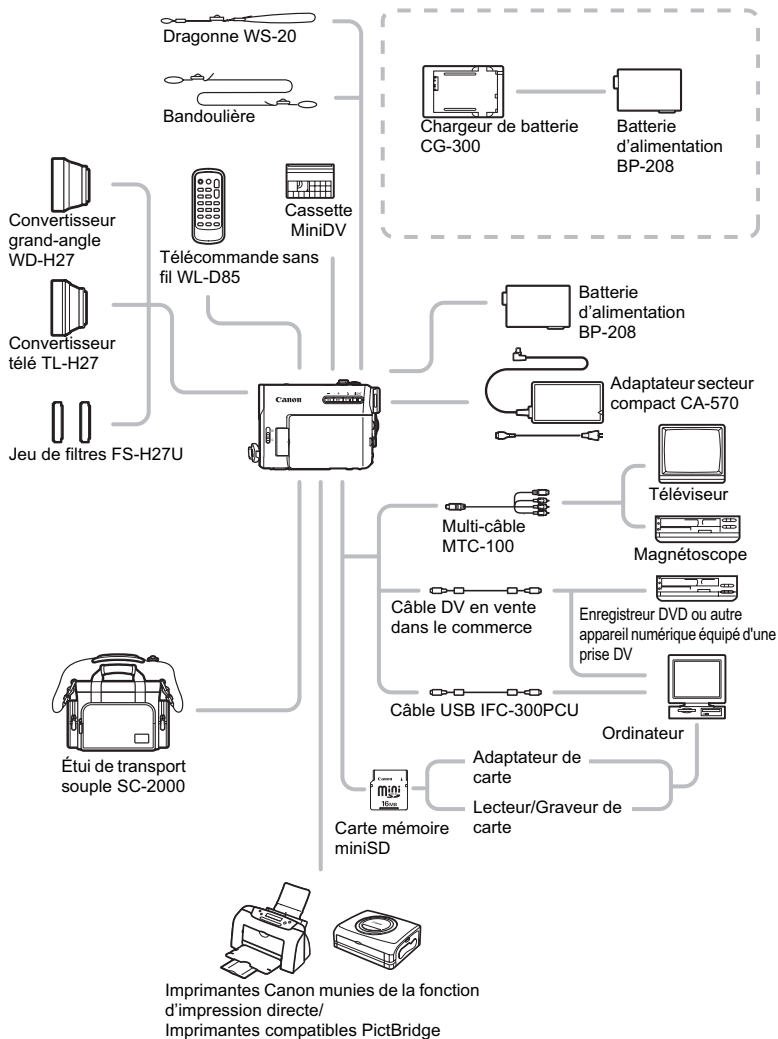 Dragonne WS-20
Bandoulière
Chargeur de batterie
CG-300
Batterie
d'alimentation
BP-208
Convertisseur
grand-angle
WD-H27
Télécommande sans
fil WL-D85
Cassette
MiniDV
Convertisseur
télé TL-H27
Jeu de filtres FS-H27U
Canon
Batterie
d'alimentation
BP-208
Adaptateur secteur
compact CA-570
Téléviseur
Multi-câble
MTC-100
Magnétoscope
Câble DV en vente
dans le commerce
Enregistreur DVD ou autre
appareil numérique équipé d'une
prise DV
Câble USB IFC-300PCU
Ordinateur
Étui de transport
souple SC-2000
Canon
mini
16MB
Carte mémoire
miniSD
Adaptateur de
carte
Lecteur/Graveur de
carte
Imprimantes Canon munies de la fonction
d'impression directe/
Imprimantes compatibles PictBridge